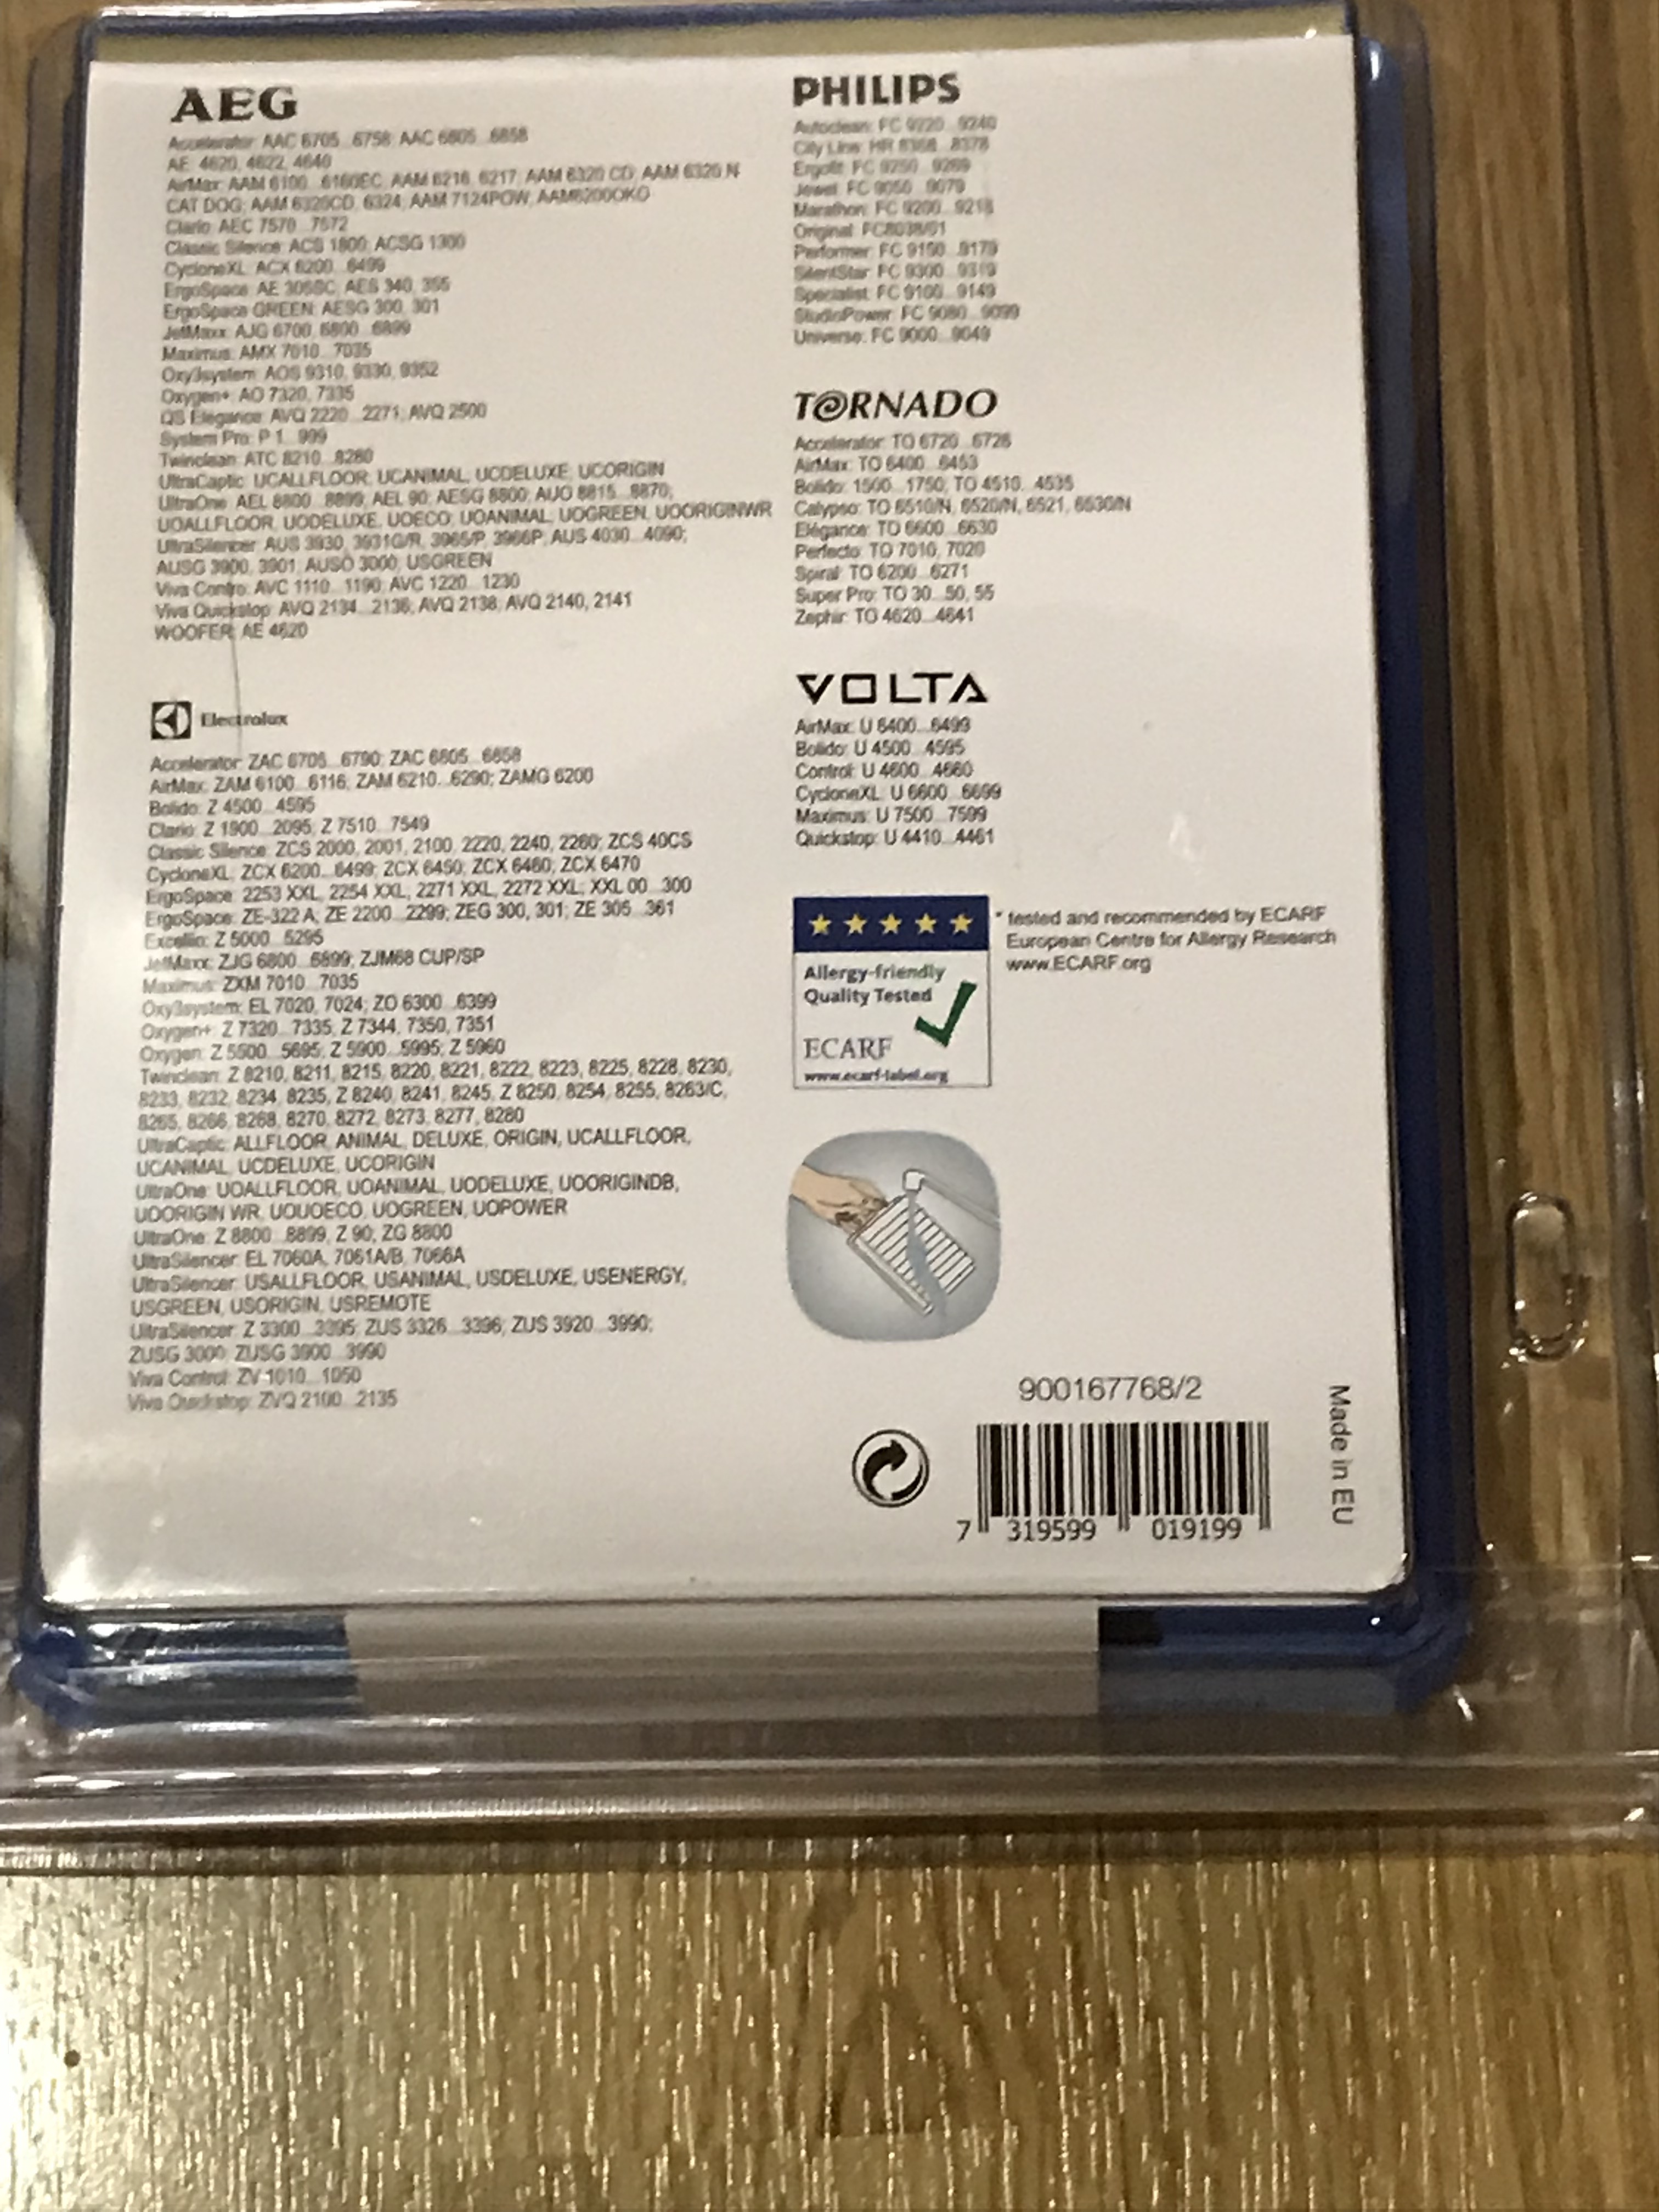 AEG
Accelerator: AAC 6705...6758; AAC 6805...6858
AE: 4620, 4622, 4640
AirMax: AAM 6100...6160EC; AAM 6216, 6217; AAM 6320 CD; AAM 6320 N
CAT DOG: AAM 6320CD, 6324; AAM 7124POW; AAM6200OKO
Clario: AEC 7570...7572
Classic Silence: ACS 1800; ACSG 1300
CycloneXL: ACX 6200...6499
ErgoSpace: AE 305SC; AES 340, 355
ErgoSpace GREEN: AESG 300, 301
JetMaxx: AJG 6700, 6800...6899
Maximus: AMX 7010...7035
Oxy3system: AOS 9310, 9330, 9352
Oxygen+: AO 7320, 7335
QS Elegance: AVQ 2220...2271; AVQ 2500
System Pro: P 1...999
Twinclean: ATC 8210...8280
UltraCaptic: UCALLFLOOR, UCANIMAL, UCDELUXE, UCORIGIN
UltraOne: AEL 8800...8899; AEL 90; AESG 8800; AUO 8815...8870;
UOALLFLOOR, UODELUXE, UOECO, UOANIMAL, UOGREEN, UOORIGINWR
UltraSilencer: AUS 3930, 3931G/R, 3965/P, 3966P; AUS 4030...4090;
AUSG 3900, 3901; AUSO 3000; USGREEN
Viva Contro: AVC 1110...1190; AVC 1220...1230
Viva Quickstop: AVQ 2134...2136; AVQ 2138; AVQ 2140, 2141
WOOFER: AE 4620
Electrolux
Accelerator: ZAC 6705...6790; ZAC 6805...6858
AirMax: ZAM 6100...6116; ZAM 6210...6290; ZAMG 6200
Bolido: Z 4500...4595
Clario: Z 1900...2095; Z 7510...7549
Classic Silence: ZCS 2000, 2001, 2100, 2220, 2240, 2260; ZCS 40CS
CycloneXL: ZCX 6200...6499; ZCX 6450; ZCX 6460; ZCX 6470
ErgoSpace: 2253 XXL, 2254 XXL, 2271 XXL, 2272 XXL; XXL 00...300
ErgoSpace: ZE-322 A; ZE 2200...2299; ZEG 300, 301; ZE 305...361
Excellio: Z 5000...5295
JetMaxx: ZJG 6800...6899; ZJM68 CUP/SP
Maximus: ZXM 7010...7035
Oxy3system: EL 7020, 7024; ZO 6300...6399
Oxygen+: Z 7320...7335; Z 7344, 7350, 7351
Oxygen: Z 5500...5695; Z 5900...5995; Z 5960
Twinclean: Z 8210, 8211, 8215, 8220, 8221, 8222, 8223, 8225, 8228, 8230,
8233, 8232, 8234, 8235, Z 8240, 8241, 8245, Z 8250, 8254, 8255, 8263/C,
8265, 8266, 8268, 8270, 8272, 8273, 8277, 8280
UltraCaptic: ALLFLOOR, ANIMAL, DELUXE, ORIGIN, UCALLFLOOR,
UCANIMAL, UCDELUXE, UCORIGIN
UltraOne: UOALLFLOOR, UOANIMAL, UODELUXE, UOORIGINDB,
UOORIGIN WR, UOUOECO, UOGREEN, UOPOWER
UltraOne: Z 8800...8899, Z 90; ZG 8800
UltraSilencer: EL 7060A, 7061A/B, 7066A
UltraSilencer: USALLFLOOR, USANIMAL, USDELUXE, USENERGY,
USGREEN, USORIGIN, USREMOTE
UltraSilencer: Z 3300...3395; ZUS 3326...3396; ZUS 3920...3990;
ZUSG 3000; ZUSG 3900...3990
Viva Control: ZV 1010...1050
Viva Quickstop: ZVQ 2100...2135
PHILIPS
Autoclean: FC 9220...9240
City Line: HR 8368...8378
Ergofit: FC 9250...9269
Jewel: FC 9050...9079
Marathon: FC 9200...9218
Original: FC8038/01
Performer: FC 9150...9179
SilentStar: FC 9300...9319
Specialist: FC 9100...9149
StudioPower: FC 9080...9099
Universe: FC 9000...9049
TORNADO
Accelerator: TO 6720...6726
AirMax: TO 6400...6453
Bolido: 1500...1750; TO 4510...4535
Calypso: TO 6510/N, 6520/N, 6521, 6530/N
Elégance: TO 6600...6630
Perfecto: TO 7010, 7020
Spiral: TO 6200...6271
Super Pro: TO 30...50, 55
Zephir: TO 4620...4641
VOLTA
AirMax: U 6400...6499
Bolido: U 4500...4595
Control: U 4600...4660
CycloneXL: U 6600...6699
Maximus: U 7500...7599
Quickstop: U 4410...4461
* tested and recommended by ECARF
European Centre for Allergy Research
www.ECARF.org
Allergy-friendly
Quality Tested
ECARF
www.ecarf-label.org
900167768/2
Made in EU
7 319599 019199